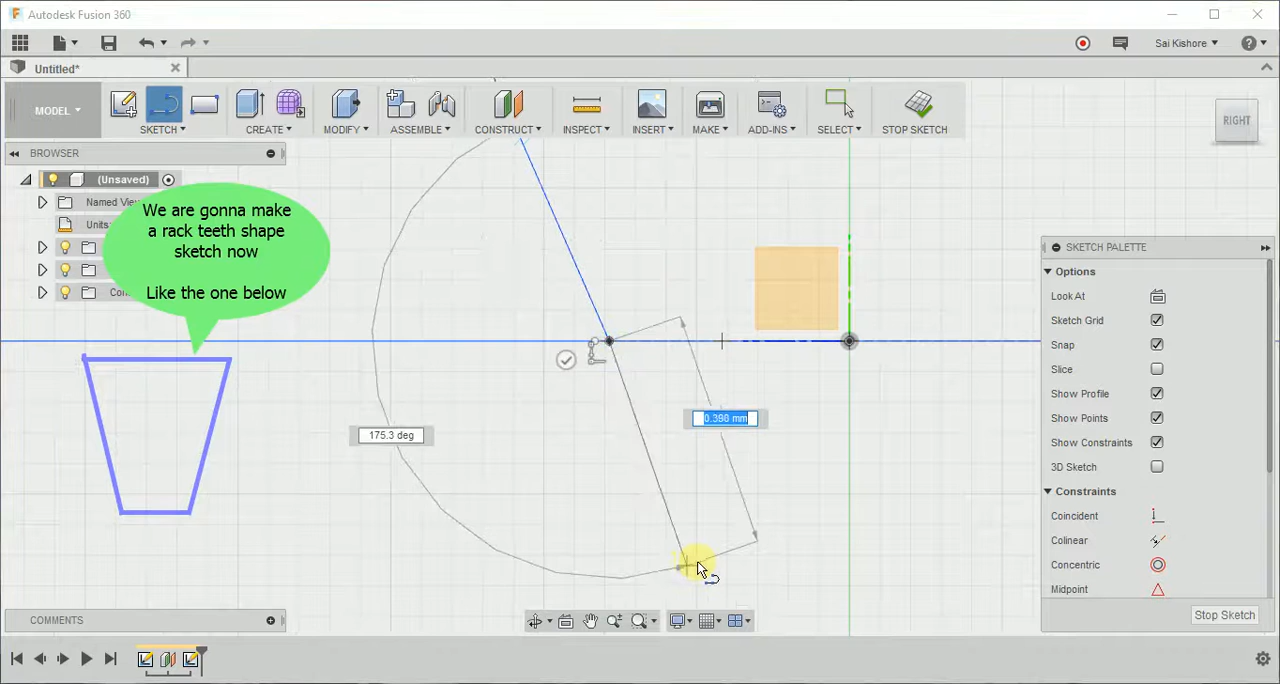 Autodesk Fusion 360
Sai Kishore
Untitled*
MODEL
SKETCH
CREATE
MODIFY
ASSEMBLE
CONSTRUCT
INSPECT
INSERT
MAKE
ADD-INS
SELECT
STOP SKETCH
RIGHT
BROWSER
(Unsaved)
Named
Units:
We are gonna make
a rack teeth shape
sketch now
Like the one below
175.3 deg
0.398 mm
SKETCH PALETTE
Options
Look At
Sketch Grid
Snap
Slice
Show Profile
Show Points
Show Constraints
3D Sketch
Constraints
Coincident
Colinear
Concentric
Midpoint
Stop Sketch
COMMENTS